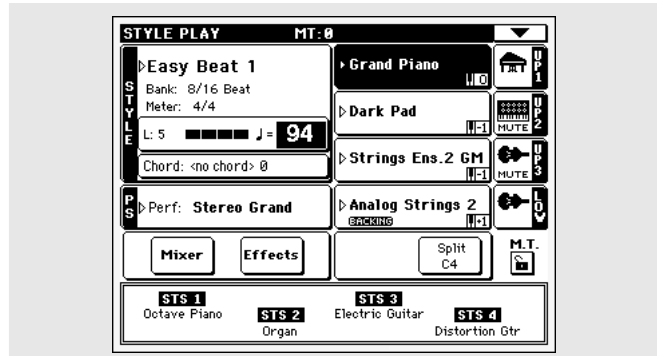 STYLE PLAY MT:0
STYLE
Easy Beat 1
Bank: 8/16 Beat
Meter: 4/4
L: 5 ♩= 94
Chord: <no chord> 0
PS
Perf: Stereo Grand
Grand Piano
0
UP1
Dark Pad
-1
MUTE
UP2
Strings Ens.2 GM
-1
MUTE
UP3
Analog Strings 2
BACKING
+1
LOW
Mixer
Effects
Split
C4
M.T.
STS 1
Octave Piano
STS 2
Organ
STS 3
Electric Guitar
STS 4
Distortion Gtr